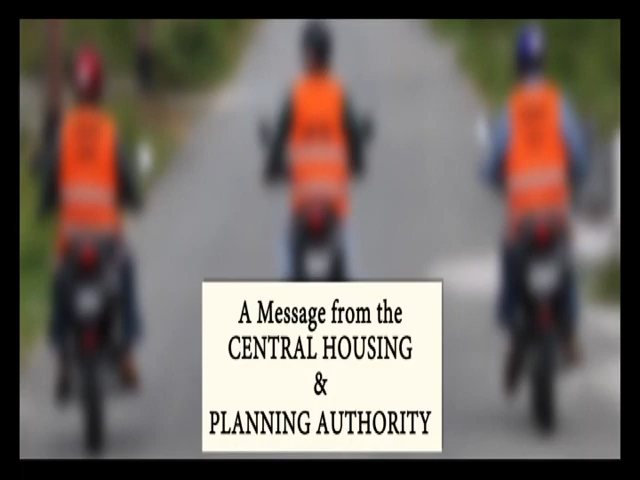 A Message from the
CENTRAL HOUSING
&
PLANNING AUTHORITY